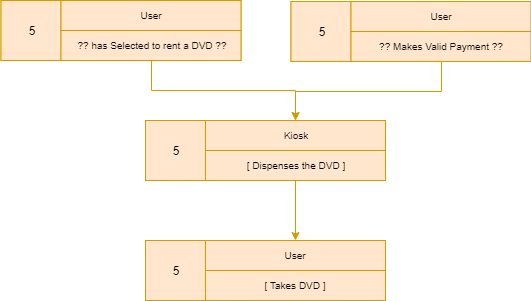 5
User
?? has Selected to rent a DVD ??
5
User
?? Makes Valid Payment ??
5
Kiosk
[ Dispenses the DVD ]
5
User
[ Takes DVD ]